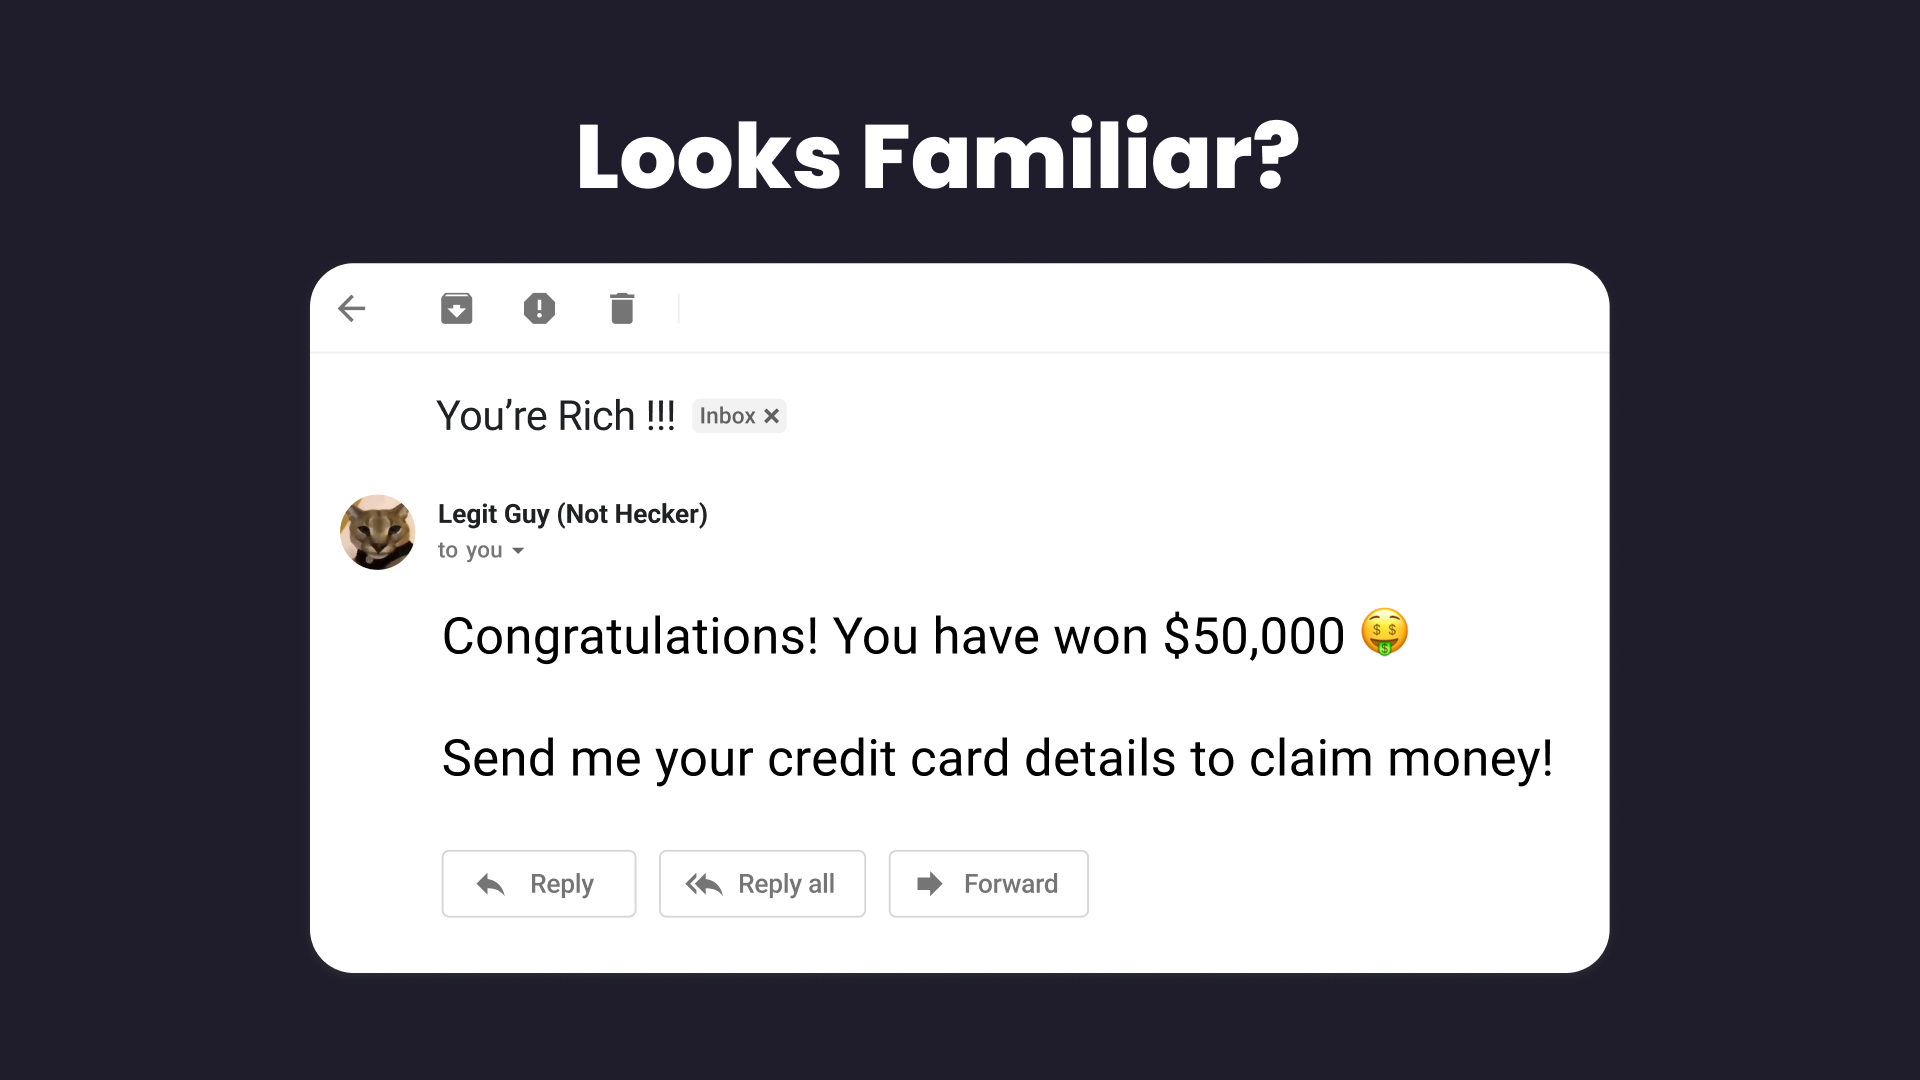 Looks Familiar?
You’re Rich !!! Inbox
Legit Guy (Not Hecker)
to you
Congratulations! You have won $50,000 🤑
Send me your credit card details to claim money!
Reply Reply all Forward